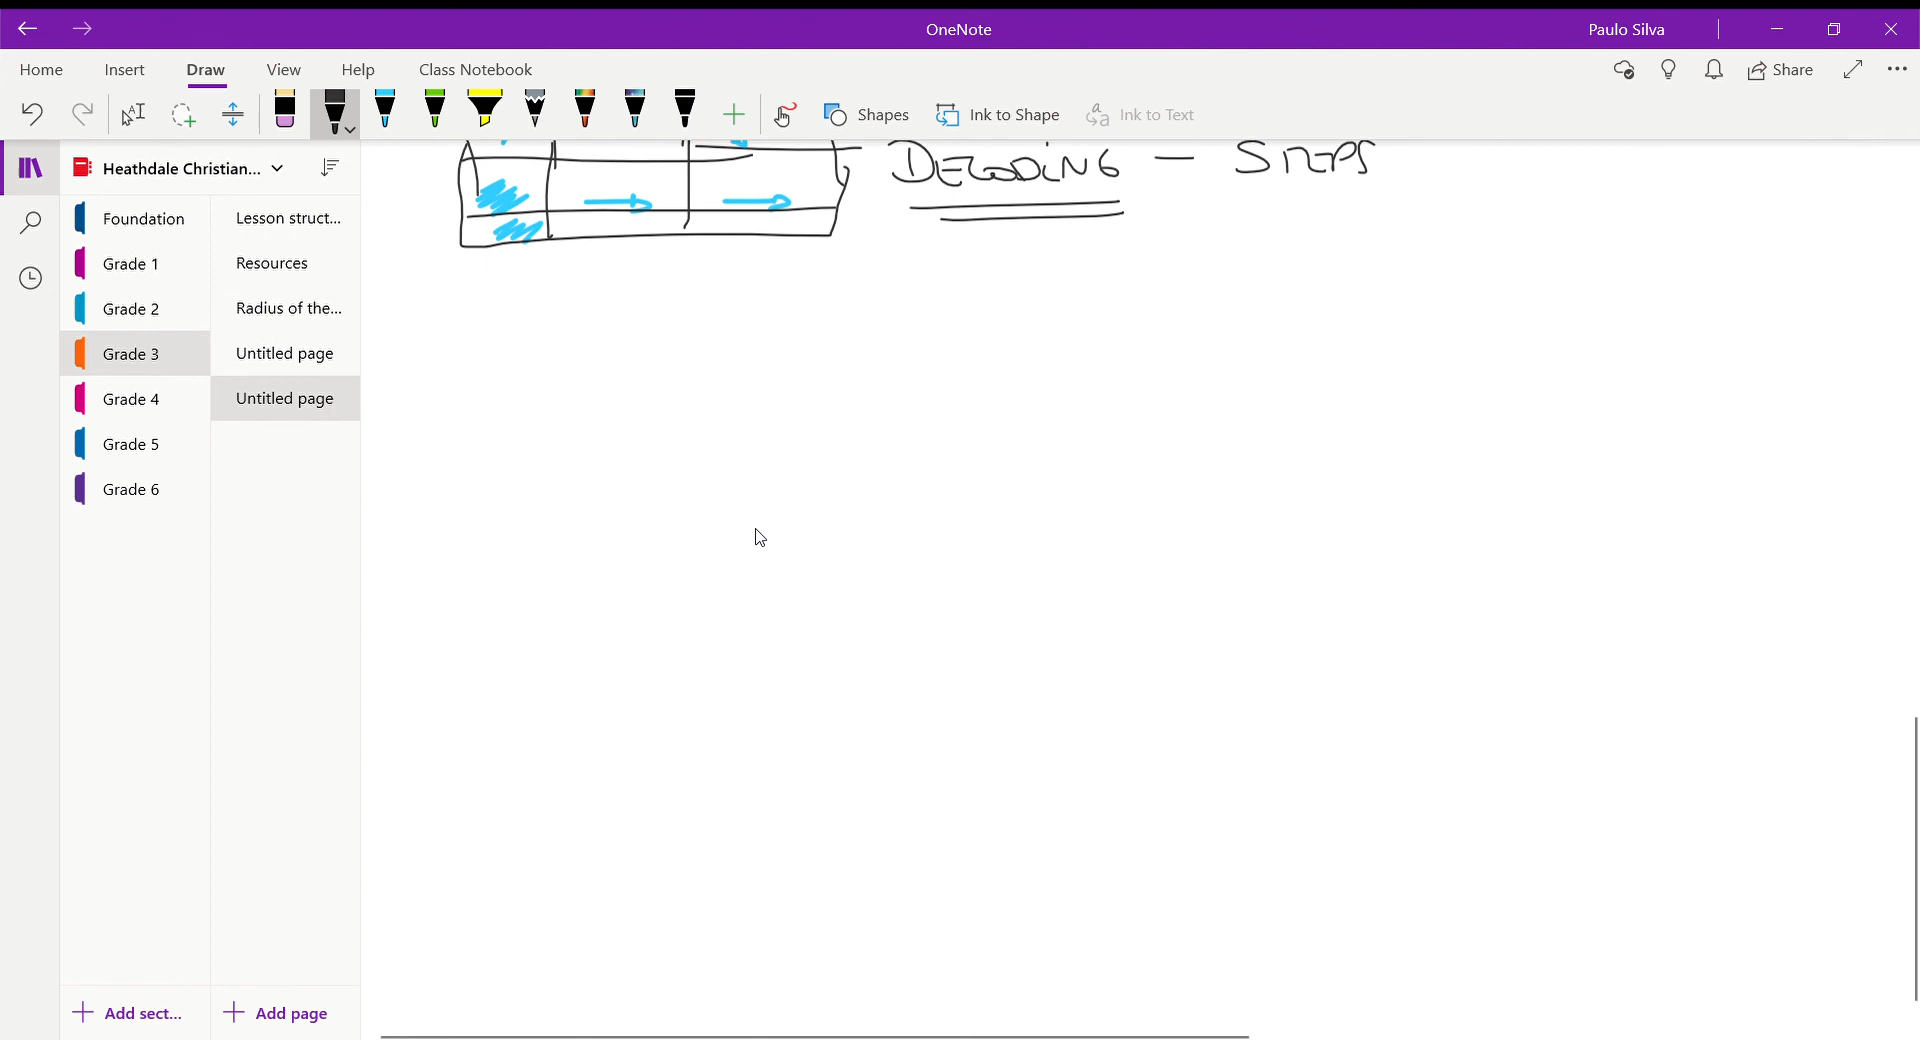 OneNote
Paulo Silva
Home Insert Draw View Help Class Notebook
Share
Shapes
Ink to Shape
Ink to Text
Heathdale Christian...
Foundation
Grade 1
Grade 2
Grade 3
Grade 4
Grade 5
Grade 6
Lesson struct...
Resources
Radius of the...
Untitled page
Untitled page
DECODING — STEPS
Add sect...
Add page